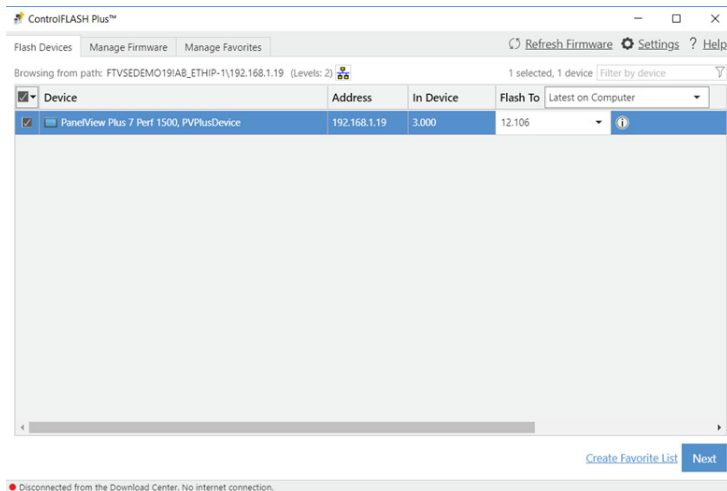 ControlFLASH Plus™
Flash Devices Manage Firmware Manage Favorites Refresh Firmware Settings ? Help
Browsing from path: FTVSEDEMO19!AB_ETHIP-1\192.168.1.19 (Levels: 2) 1 selected, 1 device Filter by device
Device Address In Device Flash To Latest on Computer
PanelView Plus 7 Perf 1500, PVPlusDevice 192.168.1.19 3.000 12.106
Create Favorite List Next
Disconnected from the Download Center. No internet connection.